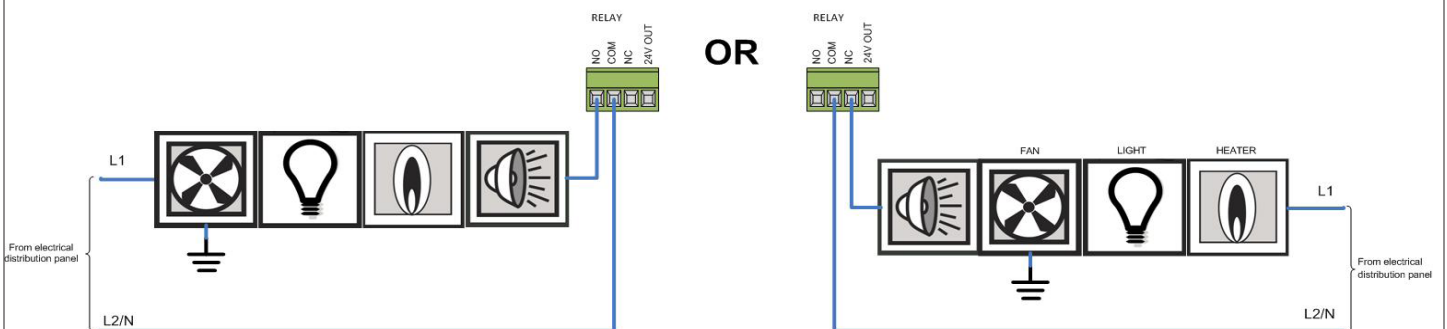 RELAY
NO
COM
NC
24V OUT
OR
RELAY
NO
COM
NC
24V OUT
L1
FAN
LIGHT
HEATER
L1
From electrical
distribution panel
From electrical
distribution panel
L2/N
L2/N